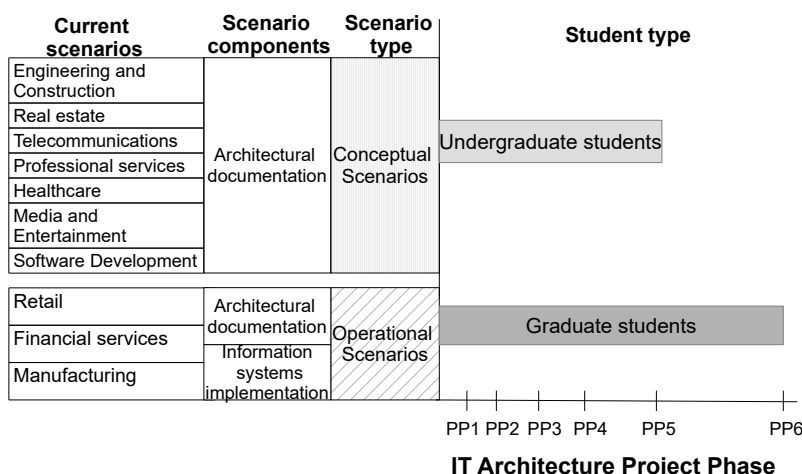 Current
scenarios
Scenario
components
Scenario
type
Student type
Engineering and
Construction
Real estate
Telecommunications
Professional services
Healthcare
Media and
Entertainment
Software Development
Architectural
documentation
Conceptual
Scenarios
Undergraduate students
Retail
Financial services
Manufacturing
Architectural
documentation
Information
systems
implementation
Operational
Scenarios
Graduate students
PP1 PP2 PP3 PP4 PP5 PP6
IT Architecture Project Phase